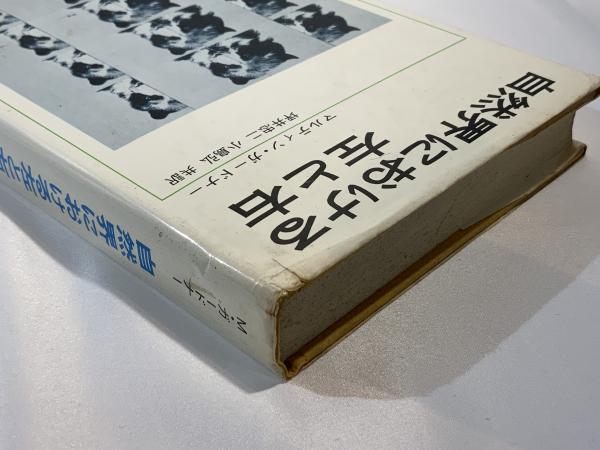 自然界における
左と右
マルティン・ガードナー
坪井忠二 小島弘 共訳
自然界における左と右
M・ガードナー